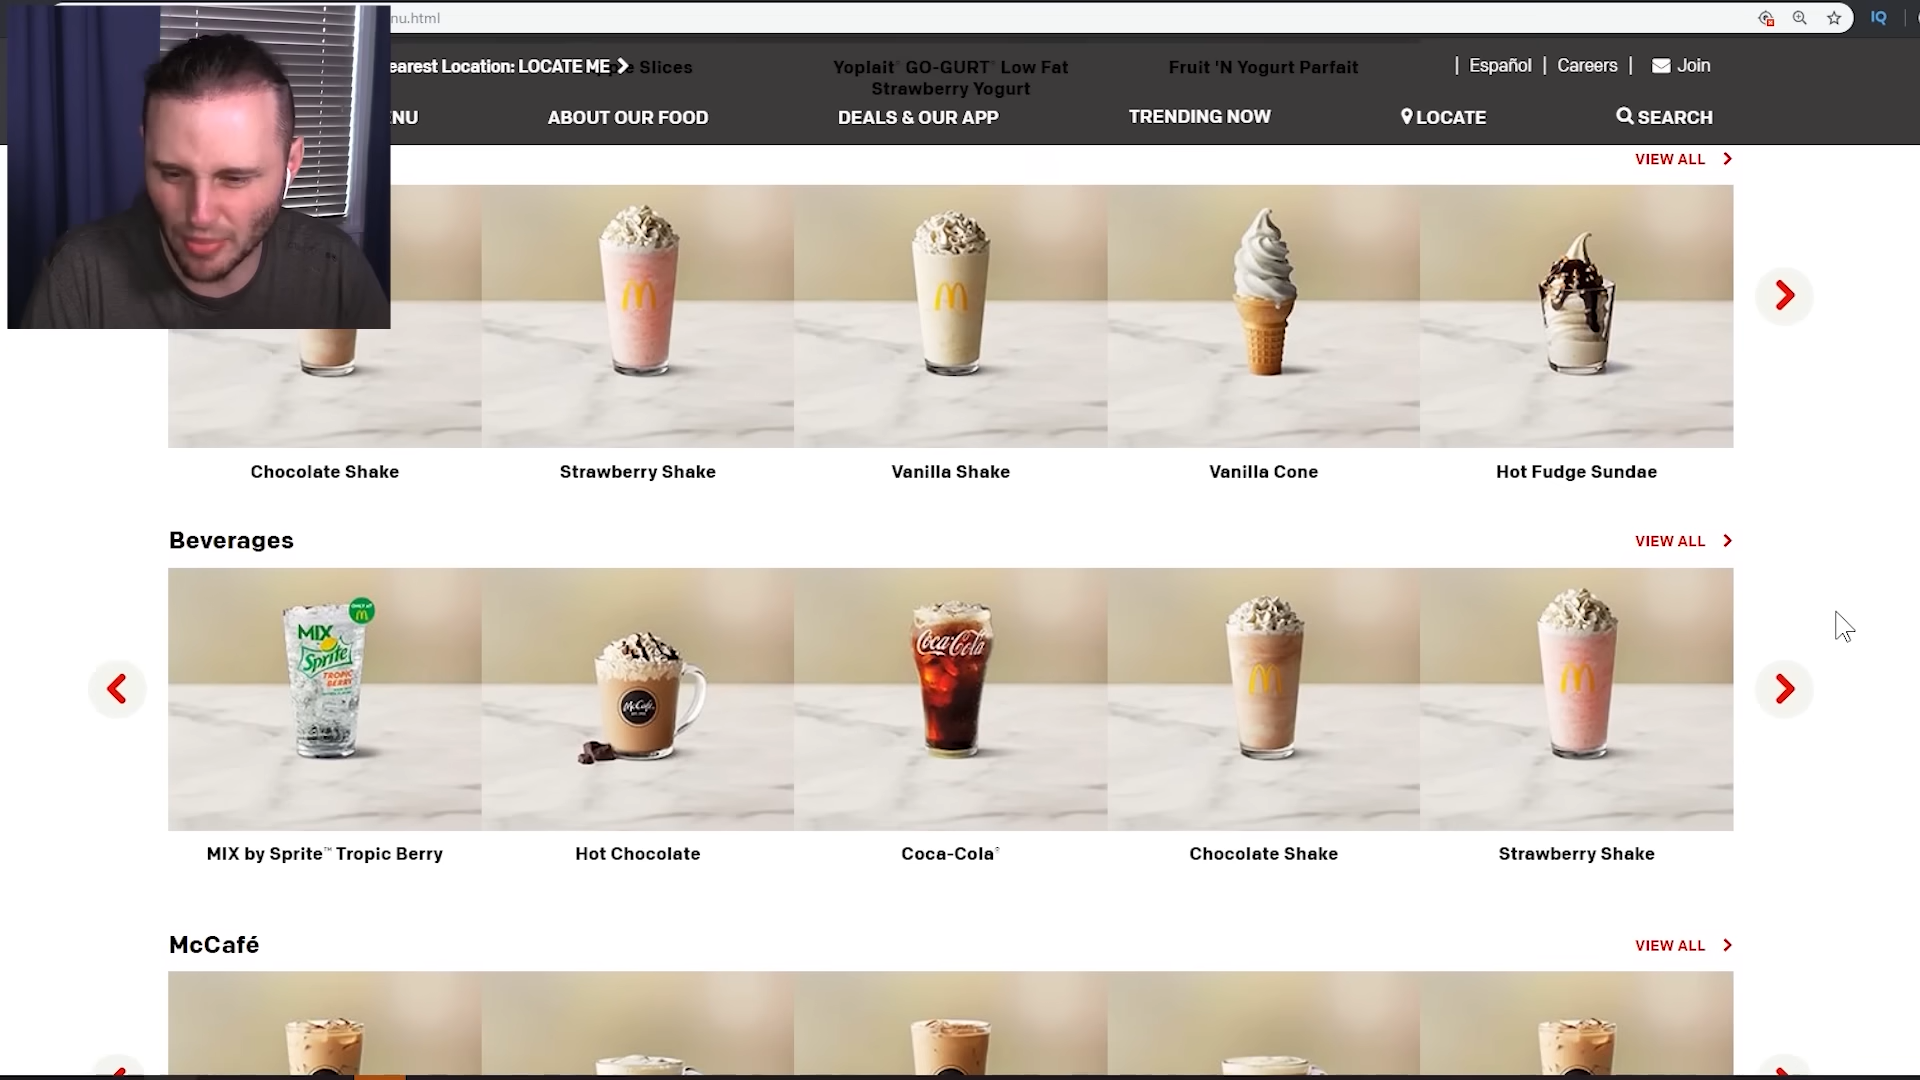 nu.html
IQ
earest Location: LOCATE ME
Slices
Yoplait® GO-GURT® Low Fat
Strawberry Yogurt
Fruit 'N Yogurt Parfait
| Español | Careers | Join
NU
ABOUT OUR FOOD
DEALS & OUR APP
TRENDING NOW
LOCATE
SEARCH
VIEW ALL
Chocolate Shake
Strawberry Shake
Vanilla Shake
Vanilla Cone
Hot Fudge Sundae
Beverages
VIEW ALL
ONLY AT
MIX
Sprite
TROPIC
BERRY
McCafé
Coca-Cola
MIX by Sprite™ Tropic Berry
Hot Chocolate
Coca-Cola®
Chocolate Shake
Strawberry Shake
McCafé
VIEW ALL